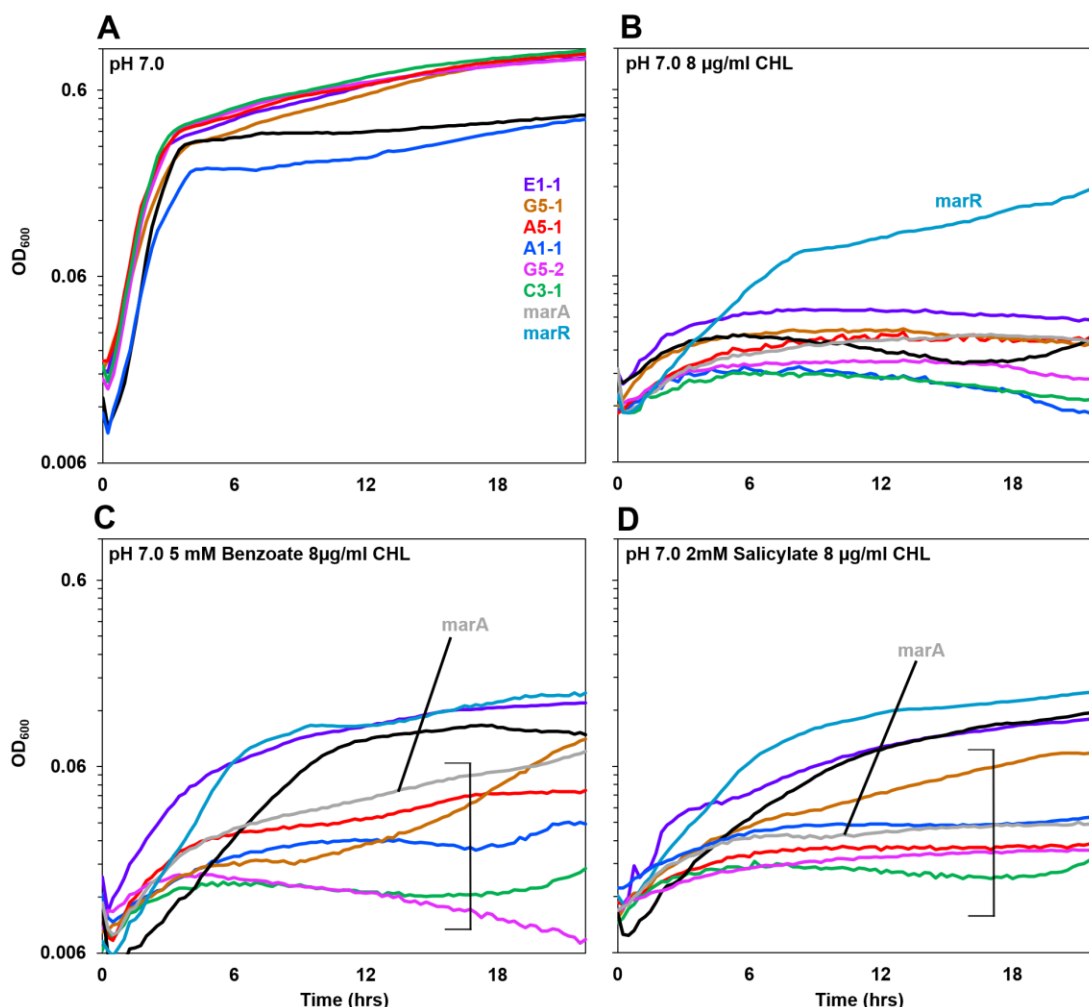 A
pH 7.0
OD600
0.6
0.06
0.006
0
6
12
18
E1-1
G5-1
A5-1
A1-1
G5-2
C3-1
marA
marR
B
pH 7.0 8 µg/ml CHL
marR
0
6
12
18
C
pH 7.0 5 mM Benzoate 8µg/ml CHL
marA
OD600
0.6
0.06
0.006
0
6
12
18
Time (hrs)
D
pH 7.0 2mM Salicylate 8 µg/ml CHL
marA
0
6
12
18
Time (hrs)